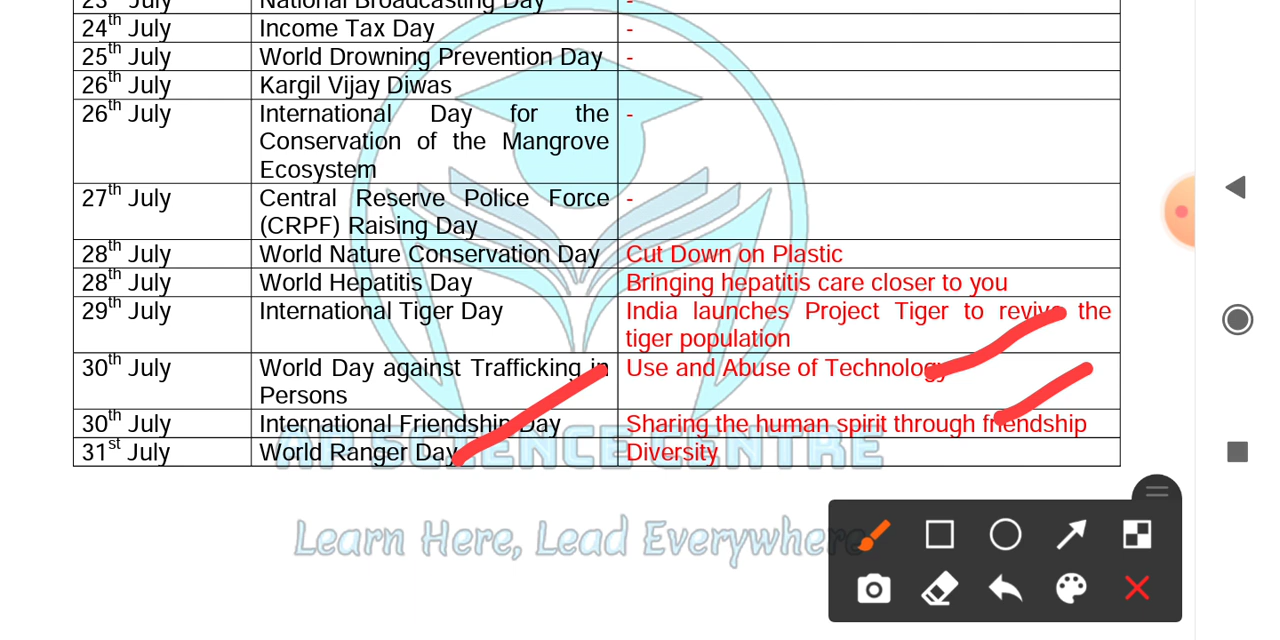 23rd July National Broadcasting Day -
24th July Income Tax Day -
25th July World Drowning Prevention Day -
26th July Kargil Vijay Diwas
26th July International Day for the -
Conservation of the Mangrove
Ecosystem
27th July Central Reserve Police Force -
(CRPF) Raising Day
28th July World Nature Conservation Day Cut Down on Plastic
28th July World Hepatitis Day Bringing hepatitis care closer to you
29th July International Tiger Day India launches Project Tiger to revive the
tiger population
30th July World Day against Trafficking in Use and Abuse of Technology
Persons
30th July International Friendship Day Sharing the human spirit through friendship
31st July World Ranger Day Diversity
AP SCIENCE CENTRE
Learn Here, Lead Everywhere